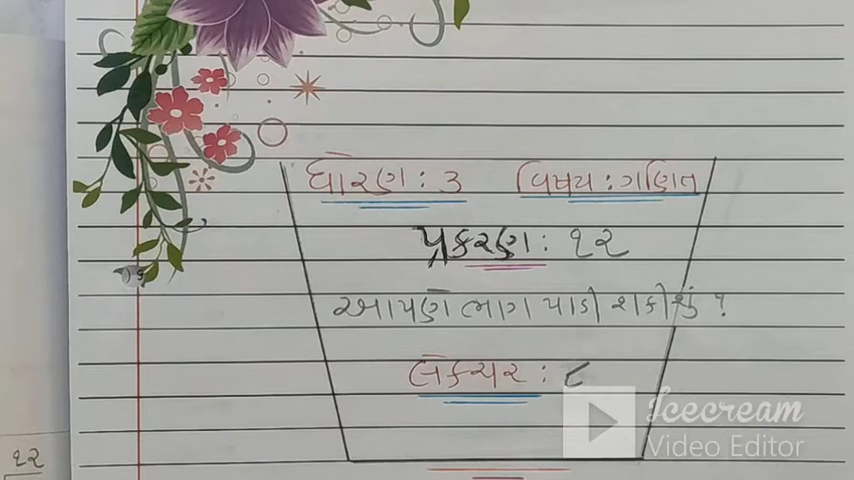 ધોરણ : ૩ વિષય : ગણિત
પ્રકરણ : ૧૨
આપણે ભાગ પાડી શકીશું ?
લેક્ચર : ૮
૧૨
Icecream
Video Editor